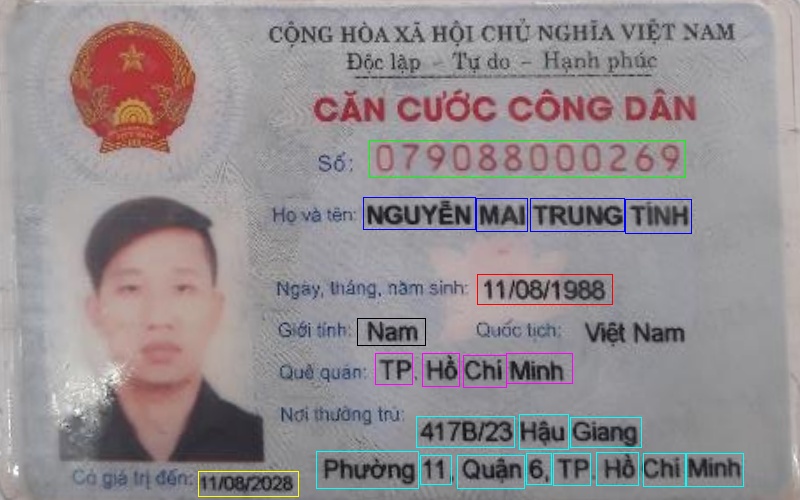 CỘNG HÒA XÃ HỘI CHỦ NGHĨA VIỆT NAM
Độc lập - Tự do - Hạnh phúc
CĂN CƯỚC CÔNG DÂN
Số: 079088000269
Họ và tên: NGUYỄN MAI TRUNG TÍNH
Ngày, tháng, năm sinh: 11/08/1988
Giới tính: Nam Quốc tịch: Việt Nam
Quê quán: TP, Hồ Chí Minh
Nơi thường trú:
417B/23 Hậu Giang
Phường 11, Quận 6, TP. Hồ Chí Minh
Có giá trị đến: 11/08/2028